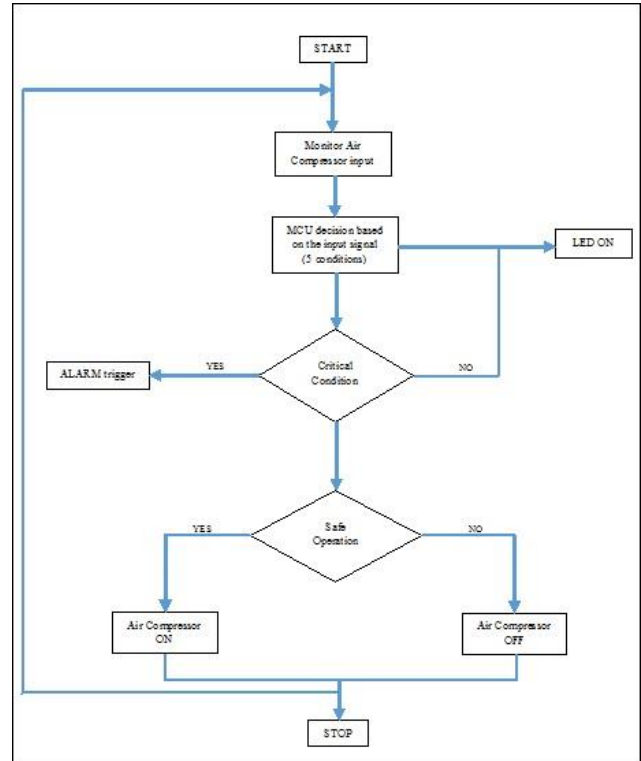 START
Monitor Air
Compressor input
MCU decision based
on the input signal
(5 conditions)
LED ON
YES
Critical
Condition
NO
ALARM trigger
YES
Safe
Operation
NO
Air Compressor
ON
Air Compressor
OFF
STOP